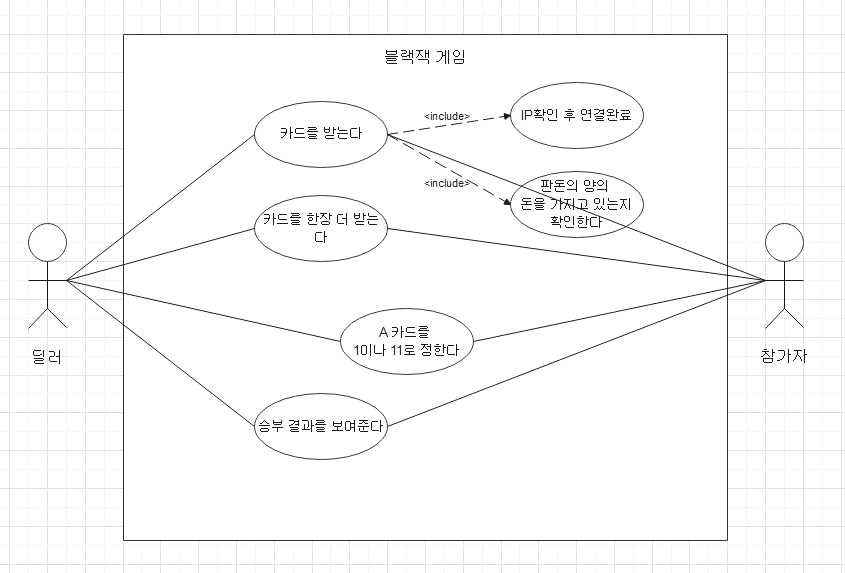 블랙잭 게임
카드를 받는다
<include>
IP확인 후 연결완료
<include>
판돈의 양의
돈을 가지고 있는지
확인한다
카드를 한장 더 받는
다
A 카드를
1이나 11로 정한다
승부 결과를 보여준다
딜러
참가자